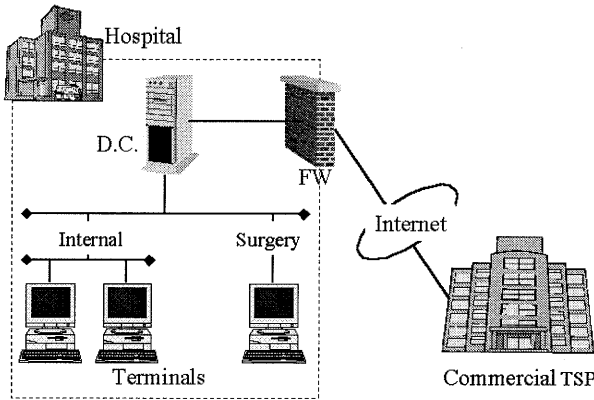 Hospital
D.C.
FW
Internet
Internal
Surgery
Terminals
Commercial TSP